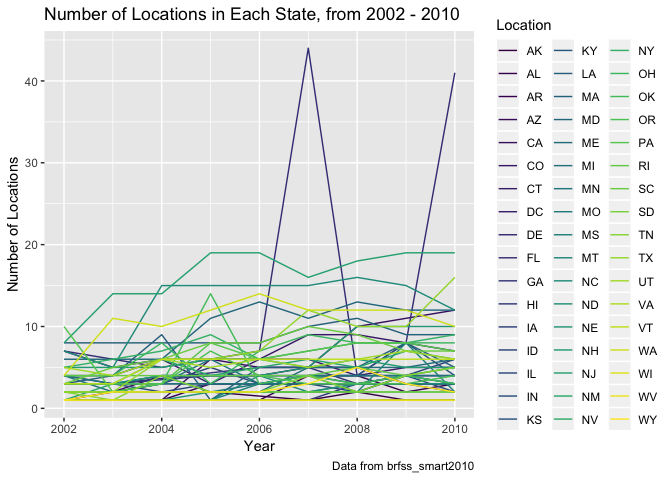 Number of Locations in Each State, from 2002 - 2010
Number of Locations
40
30
20
10
0
2002
2004
2006
2008
2010
Year
Data from brfss_smart2010
Location
AK
AL
AR
AZ
CA
CO
CT
DC
DE
FL
GA
HI
IA
ID
IL
IN
KS
KY
LA
MA
MD
ME
MI
MN
MO
MS
MT
NC
ND
NE
NH
NJ
NM
NV
NY
OH
OK
OR
PA
RI
SC
SD
TN
TX
UT
VA
VT
WA
WI
WV
WY